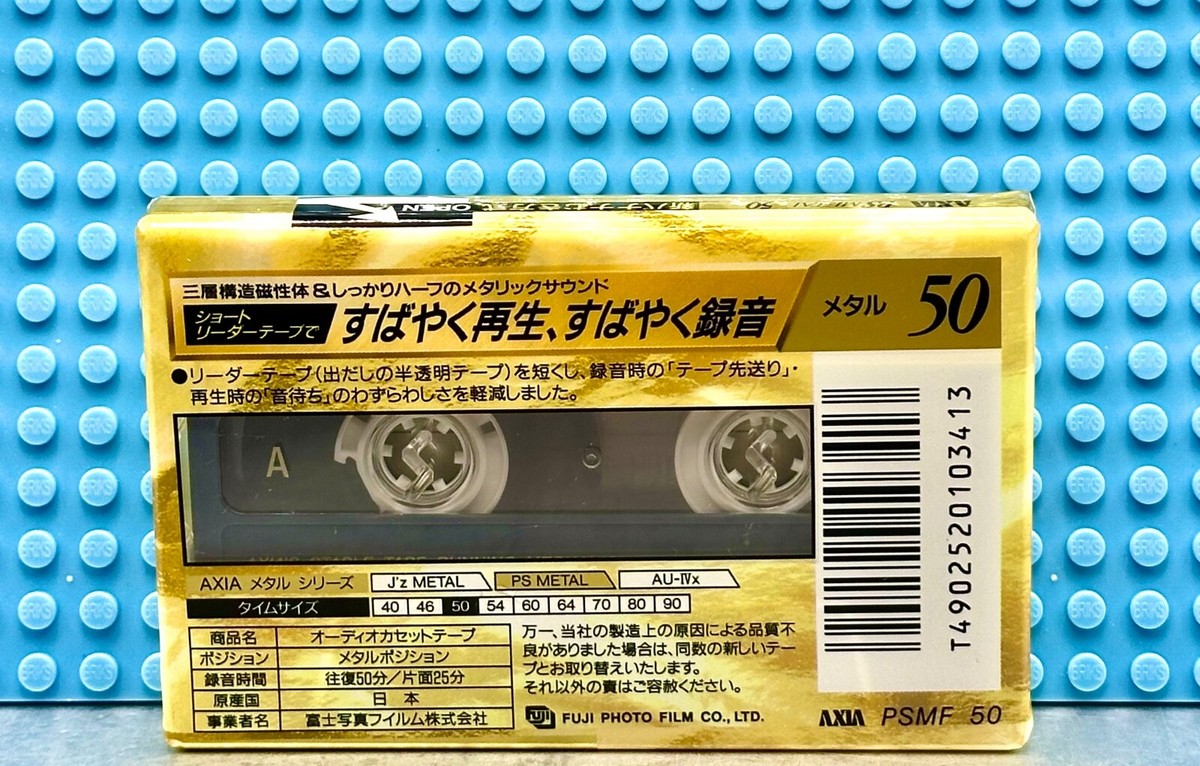 OPEN
AXIA PS METAL 50
三層構造磁性体&しっかりハーフのメタリックサウンド
ショート
リーダーテープで
すばやく再生、すばやく録音
メタル 50
●リーダーテープ(出だしの半透明テープ)を短くし、録音時の「テープ先送り」・
再生時の「音待ち」のわずらわしさを軽減しました。
A
T4902520103413
AXIA メタル シリーズ J'z METAL PS METAL AU-IVx
タイムサイズ 40 46 50 54 60 64 70 80 90
商品名 オーディオカセットテープ
ポジション メタルポジション
録音時間 往復50分/片面25分
原産国 日本
事業者名 富士写真フイルム株式会社
万一、当社の製造上の原因による品質不
良がありました場合は、同数の新しいテー
プとお取り替えいたします。
それ以外の責はご容赦ください。
FUJI FUJI PHOTO FILM CO., LTD.
AXIA PSMF 50